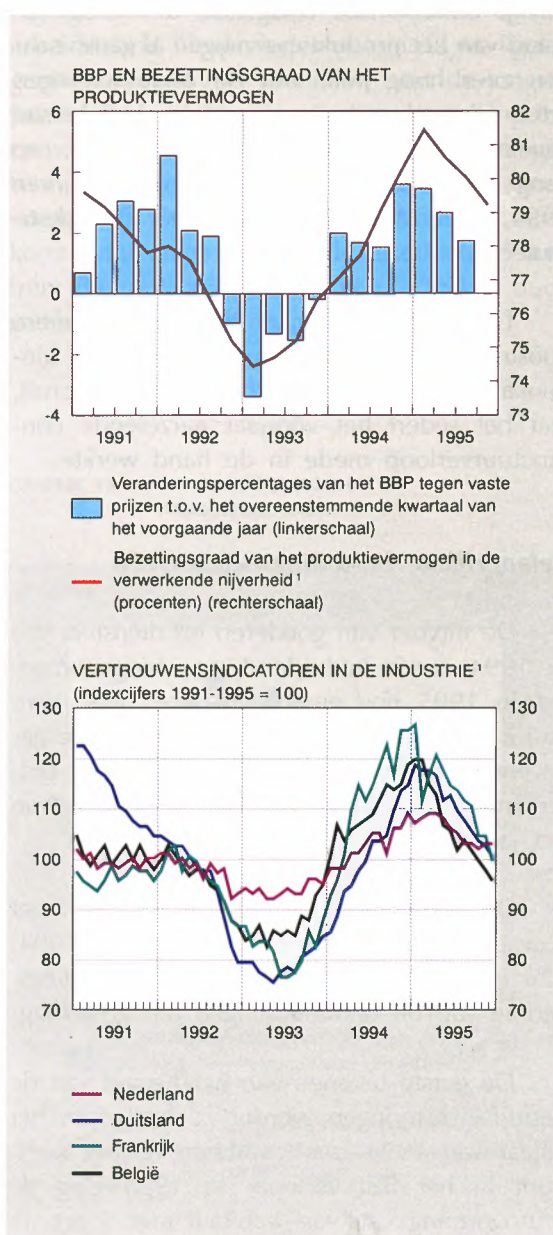 BBP EN BEZETTINGSGRAAD VAN HET
PRODUKTIEVERMOGEN
6
4
2
0
-2
-4
82
81
80
79
78
77
76
75
74
73
1991 1992 1993 1994 1995
Veranderingspercentages van het BBP tegen vaste
prijzen t.o.v. het overeenstemmende kwartaal van
het voorgaande jaar (linkerschaal)
Bezettingsgraad van het produktievermogen in de
verwerkende nijverheid ¹
(procenten) (rechterschaal)
VERTROUWENSINDICATOREN IN DE INDUSTRIE ¹
(indexcijfers 1991-1995 = 100)
130
120
110
100
90
80
70
130
120
110
100
90
80
70
1991 1992 1993 1994 1995
Nederland
Duitsland
Frankrijk
België